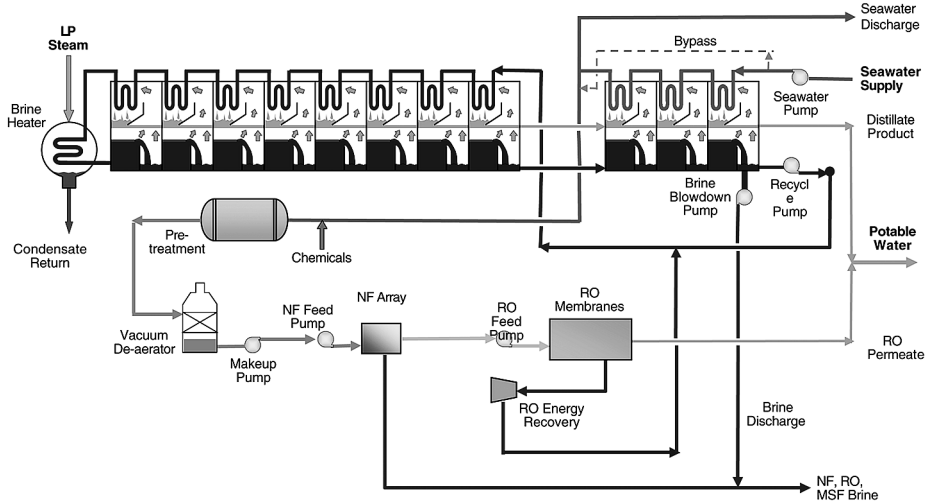 LP
Steam
Seawater
Discharge
Bypass
Seawater
Supply
Seawater
Pump
Brine
Heater
Distillate
Product
Brine
Blowdown
Pump
Recycl
e
Pump
Pre-
treatment
Chemicals
Condensate
Return
Potable
Water
NF Feed
Pump
NF Array
RO
Feed
Pump
RO
Membranes
Vacuum
De-aerator
Makeup
Pump
RO
Permeate
RO Energy
Recovery
Brine
Discharge
NF, RO,
MSF Brine